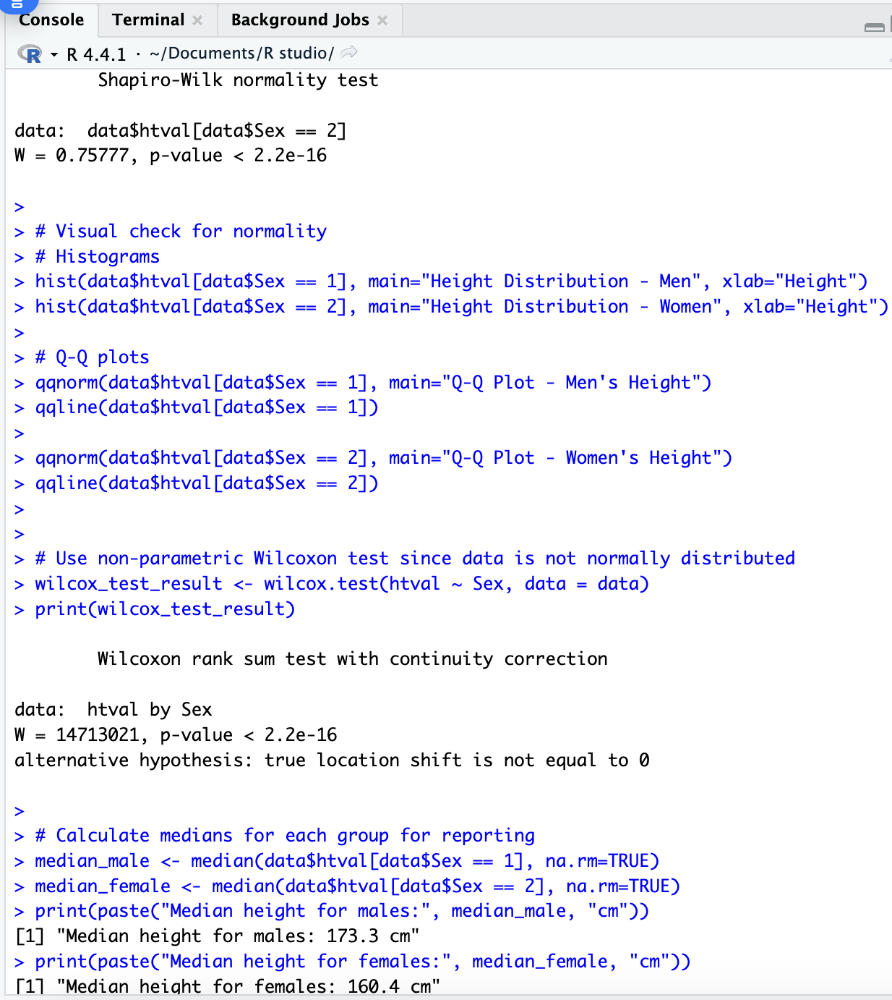 Console Terminal × Background Jobs ×
R R 4.4.1 · ~/Documents/R studio/
Shapiro-Wilk normality test
data:  data$htval[data$Sex == 2]
W = 0.75777, p-value < 2.2e-16
>
> # Visual check for normality
> # Histograms
> hist(data$htval[data$Sex == 1], main="Height Distribution - Men", xlab="Height")
> hist(data$htval[data$Sex == 2], main="Height Distribution - Women", xlab="Height")
>
> # Q-Q plots
> qqnorm(data$htval[data$Sex == 1], main="Q-Q Plot - Men's Height")
> qqline(data$htval[data$Sex == 1])
>
> qqnorm(data$htval[data$Sex == 2], main="Q-Q Plot - Women's Height")
> qqline(data$htval[data$Sex == 2])
>
>
> # Use non-parametric Wilcoxon test since data is not normally distributed
> wilcox_test_result <- wilcox.test(htval ~ Sex, data = data)
> print(wilcox_test_result)
Wilcoxon rank sum test with continuity correction
data:  htval by Sex
W = 14713021, p-value < 2.2e-16
alternative hypothesis: true location shift is not equal to 0
>
> # Calculate medians for each group for reporting
> median_male <- median(data$htval[data$Sex == 1], na.rm=TRUE)
> median_female <- median(data$htval[data$Sex == 2], na.rm=TRUE)
> print(paste("Median height for males:", median_male, "cm"))
[1] "Median height for males: 173.3 cm"
> print(paste("Median height for females:", median_female, "cm"))
[1] "Median height for females: 160.4 cm"